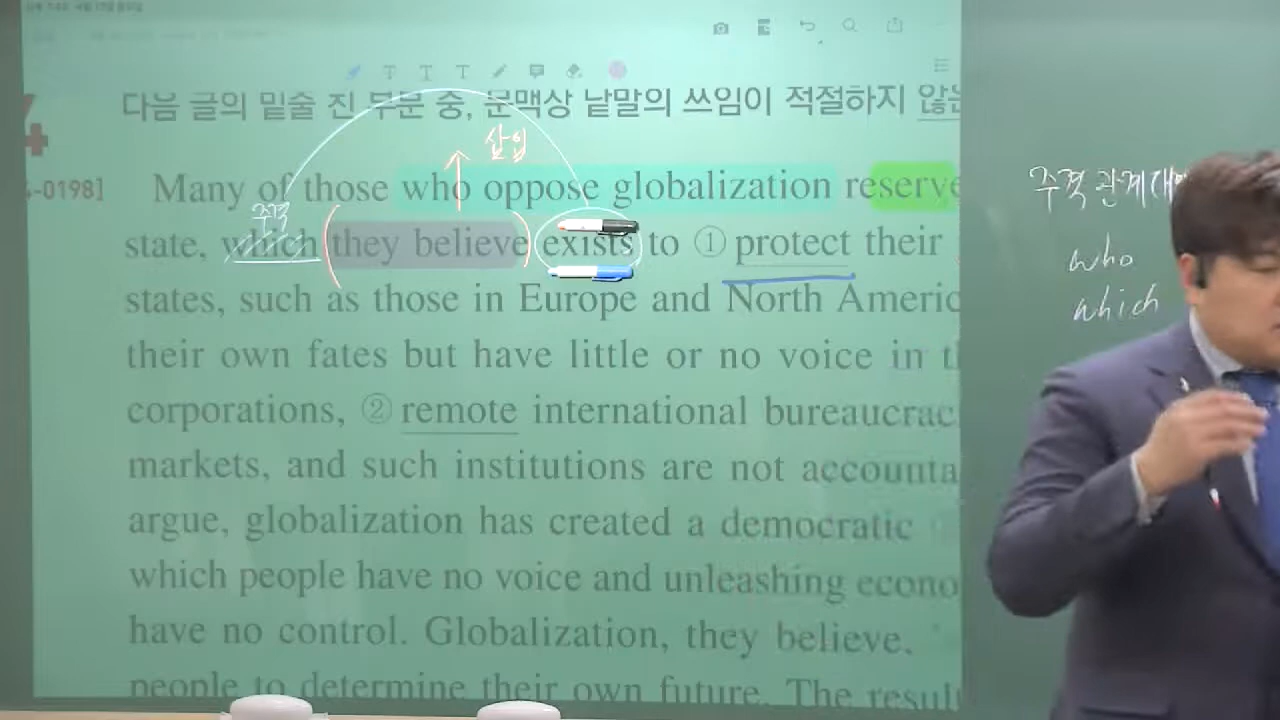 다음 글의 밑줄 친 부분 중, 문맥상 낱말의 쓰임이 적절하지 않은
삽입
-0198]
Many of those who oppose globalization reserve
주격
state, which (they believe) exists to ① protect their
states, such as those in Europe and North Americ
their own fates but have little or no voice in th
corporations, ② remote international bureaucrac
markets, and such institutions are not accounta
argue, globalization has created a democratic
which people have no voice and unleashing econo
have no control. Globalization, they believe,
people to determine their own future. The resul
주격 관계대
who
which